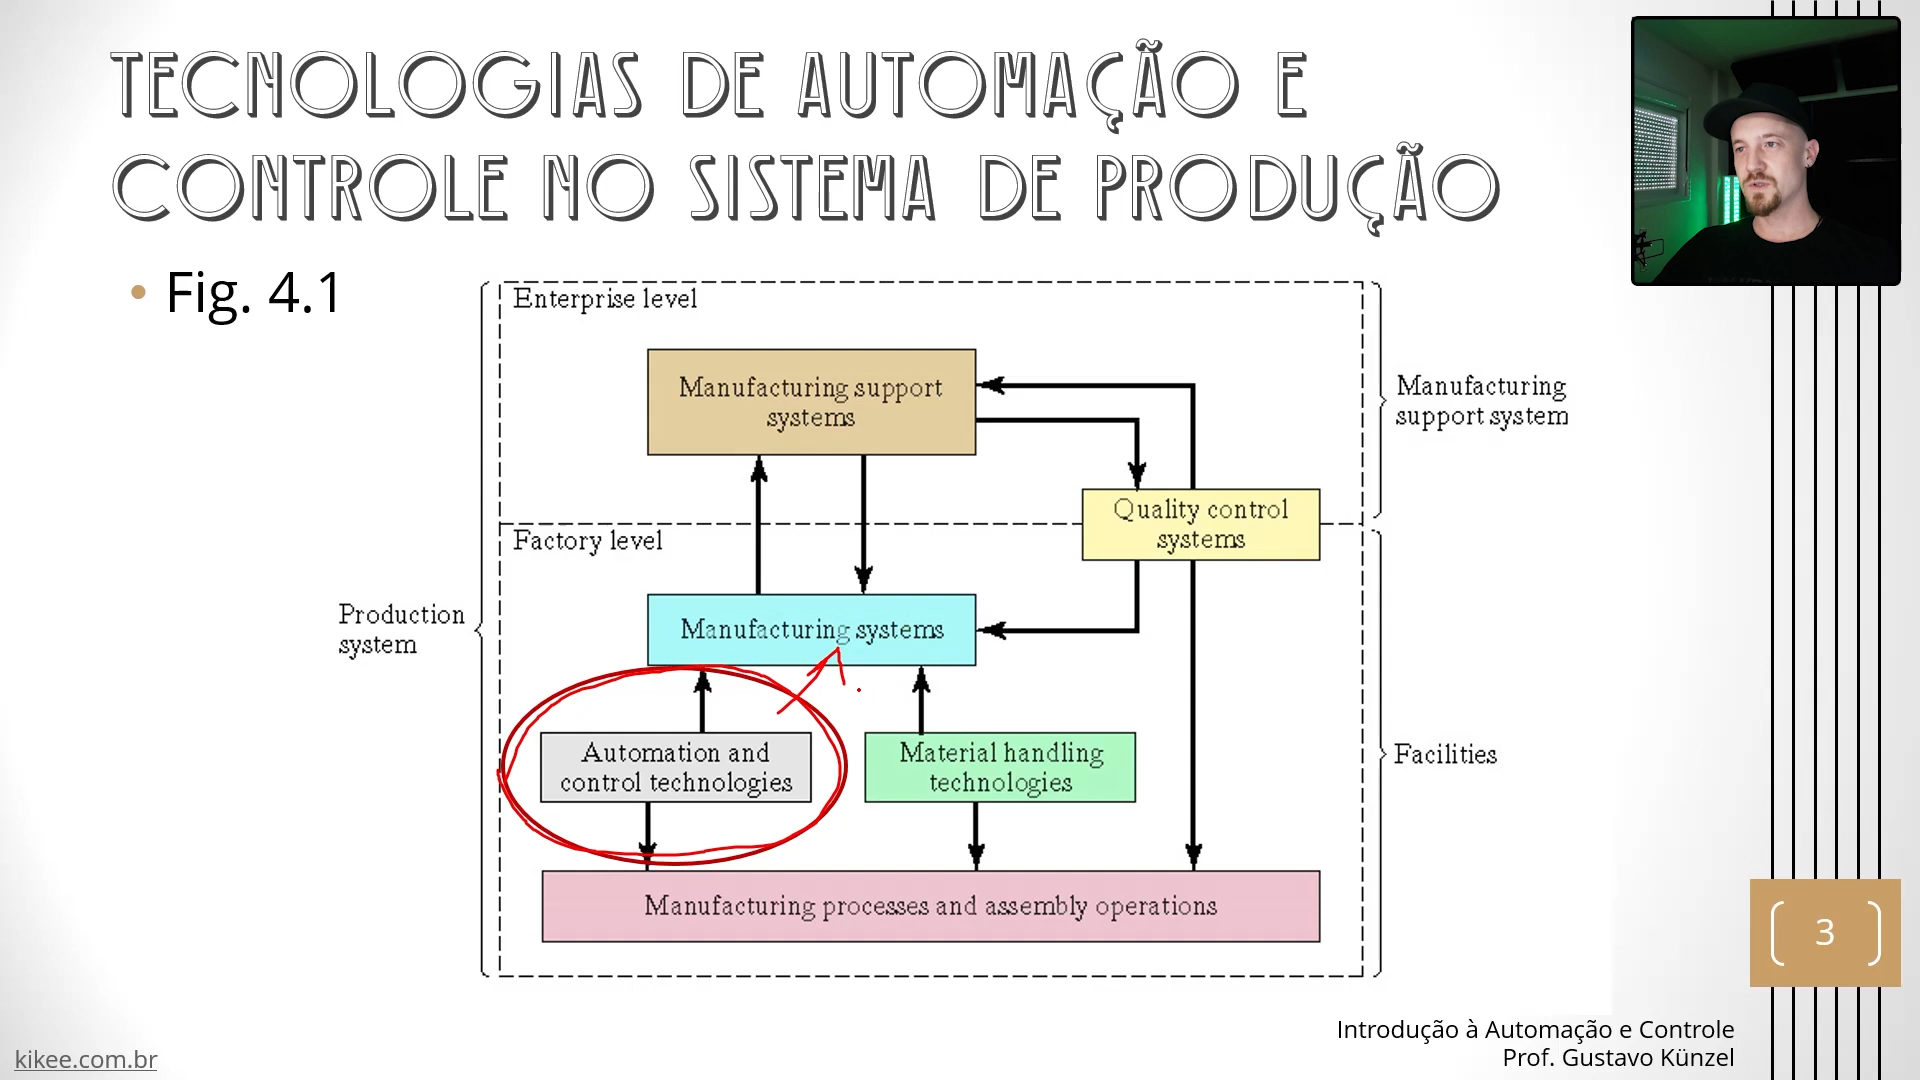 TECNOLOGIAS DE AUTOMAÇÃO E
CONTROLE NO SISTEMA DE PRODUÇÃO
• Fig. 4.1
Enterprise level
Manufacturing support
systems
Manufacturing
support system
Quality control
systems
Factory level
Production
system
Manufacturing systems
Automation and
control technologies
Material handling
technologies
Facilities
Manufacturing processes and assembly operations
3
Introdução à Automação e Controle
Prof. Gustavo Künzel
kikee.com.br